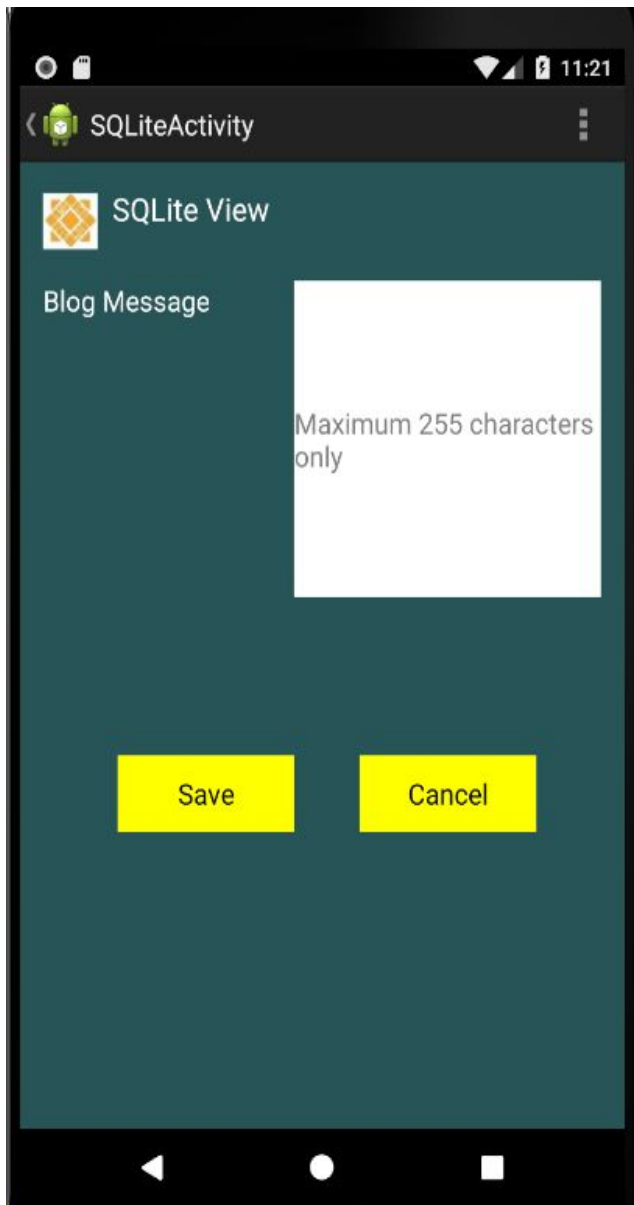 11:21
SQLiteActivity
SQLite View
Blog Message
Maximum 255 characters
only
Save
Cancel